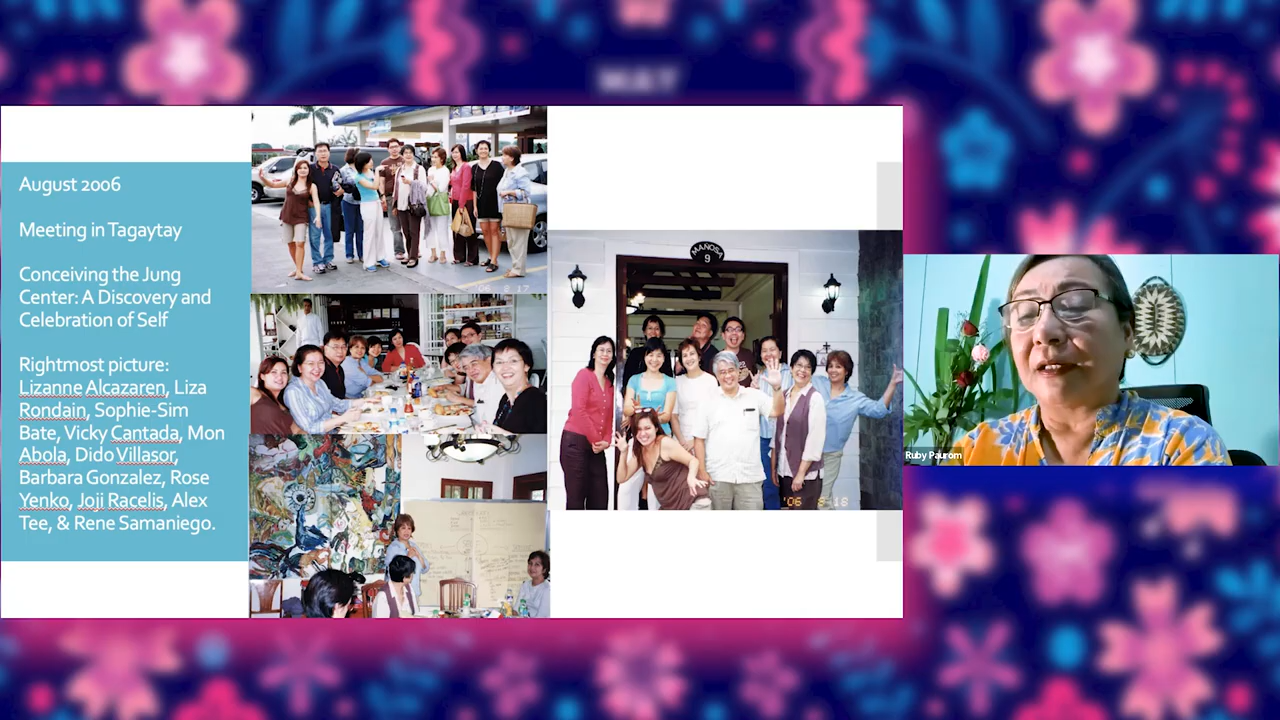 MAY
August 2006
Meeting in Tagaytay
Conceiving the Jung
Center: A Discovery and
Celebration of Self
Rightmost picture:
Lizanne Alcazaren, Liza
Rondain, Sophie-Sim
Bate, Vicky Cantada, Mon
Abola, Dido Villasor,
Barbara Gonzalez, Rose
Yenko, Joji Racelis, Alex
Tee, & Rene Samaniego.
'06 8 17
MAÑOSA
9
'06 8 18
Ruby Paurom